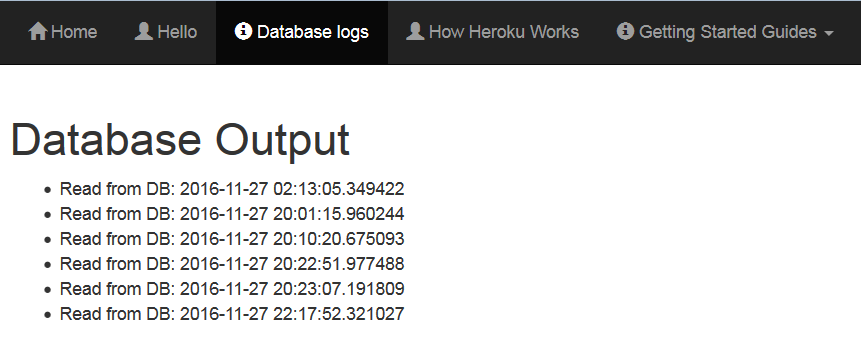 Home Hello Database logs How Heroku Works Getting Started Guides
Database Output
Read from DB: 2016-11-27 02:13:05.349422
Read from DB: 2016-11-27 20:01:15.960244
Read from DB: 2016-11-27 20:10:20.675093
Read from DB: 2016-11-27 20:22:51.977488
Read from DB: 2016-11-27 20:23:07.191809
Read from DB: 2016-11-27 22:17:52.321027